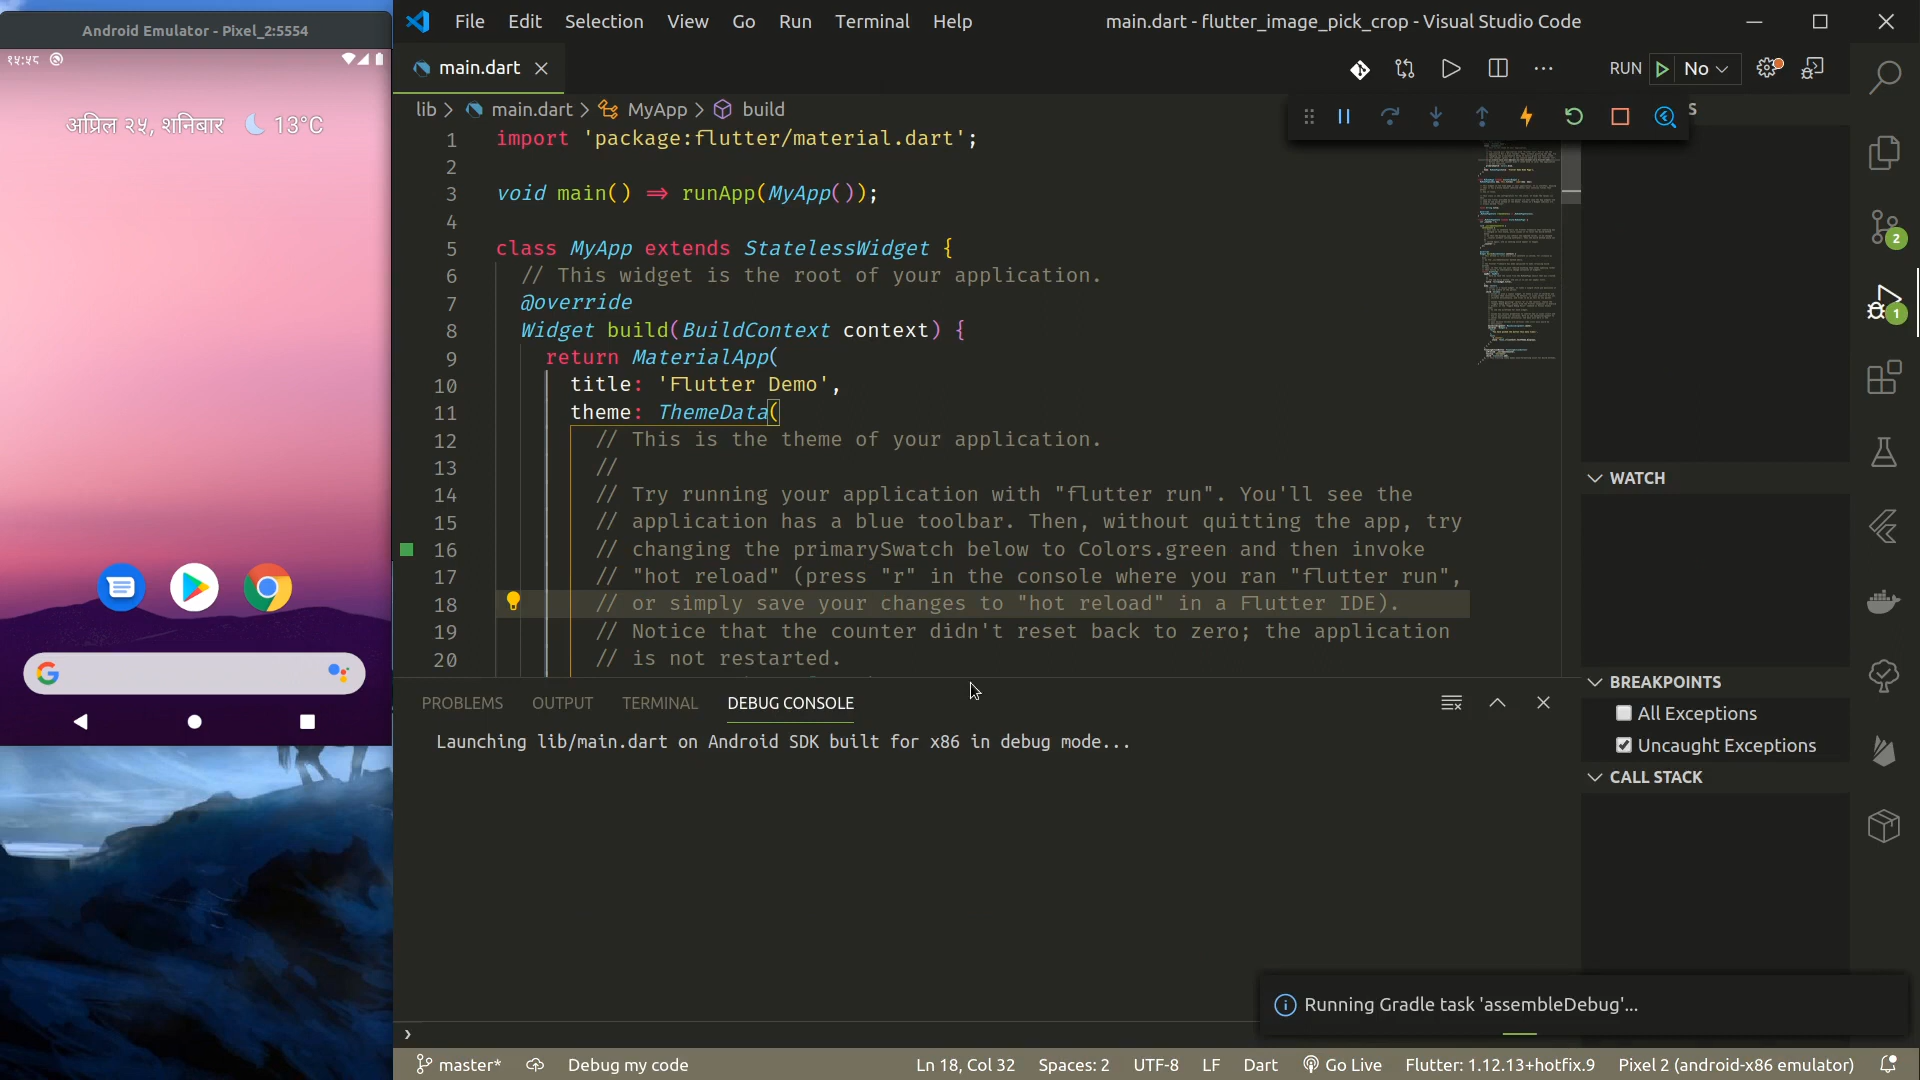 Android Emulator - Pixel_2:5554
१५:५८
अप्रिल २५, शनिबार 13°C
File Edit Selection View Go Run Terminal Help
main.dart - flutter_image_pick_crop - Visual Studio Code
main.dart
RUN No
lib > main.dart > MyApp > build
S
1 import 'package:flutter/material.dart';
2
3 void main() => runApp(MyApp());
4
5 class MyApp extends StatelessWidget {
6 // This widget is the root of your application.
7 @override
8 Widget build(BuildContext context) {
9 return MaterialApp(
10 title: 'Flutter Demo',
11 theme: ThemeData(
12 // This is the theme of your application.
13 //
14 // Try running your application with "flutter run". You'll see the
15 // application has a blue toolbar. Then, without quitting the app, try
16 // changing the primarySwatch below to Colors.green and then invoke
17 // "hot reload" (press "r" in the console where you ran "flutter run",
18 // or simply save your changes to "hot reload" in a Flutter IDE).
19 // Notice that the counter didn't reset back to zero; the application
20 // is not restarted.
2
1
WATCH
BREAKPOINTS
All Exceptions
Uncaught Exceptions
CALL STACK
PROBLEMS OUTPUT TERMINAL DEBUG CONSOLE
Launching lib/main.dart on Android SDK built for x86 in debug mode...
Running Gradle task 'assembleDebug'...
master* Debug my code Ln 18, Col 32 Spaces: 2 UTF-8 LF Dart Go Live Flutter: 1.12.13+hotfix.9 Pixel 2 (android-x86 emulator)